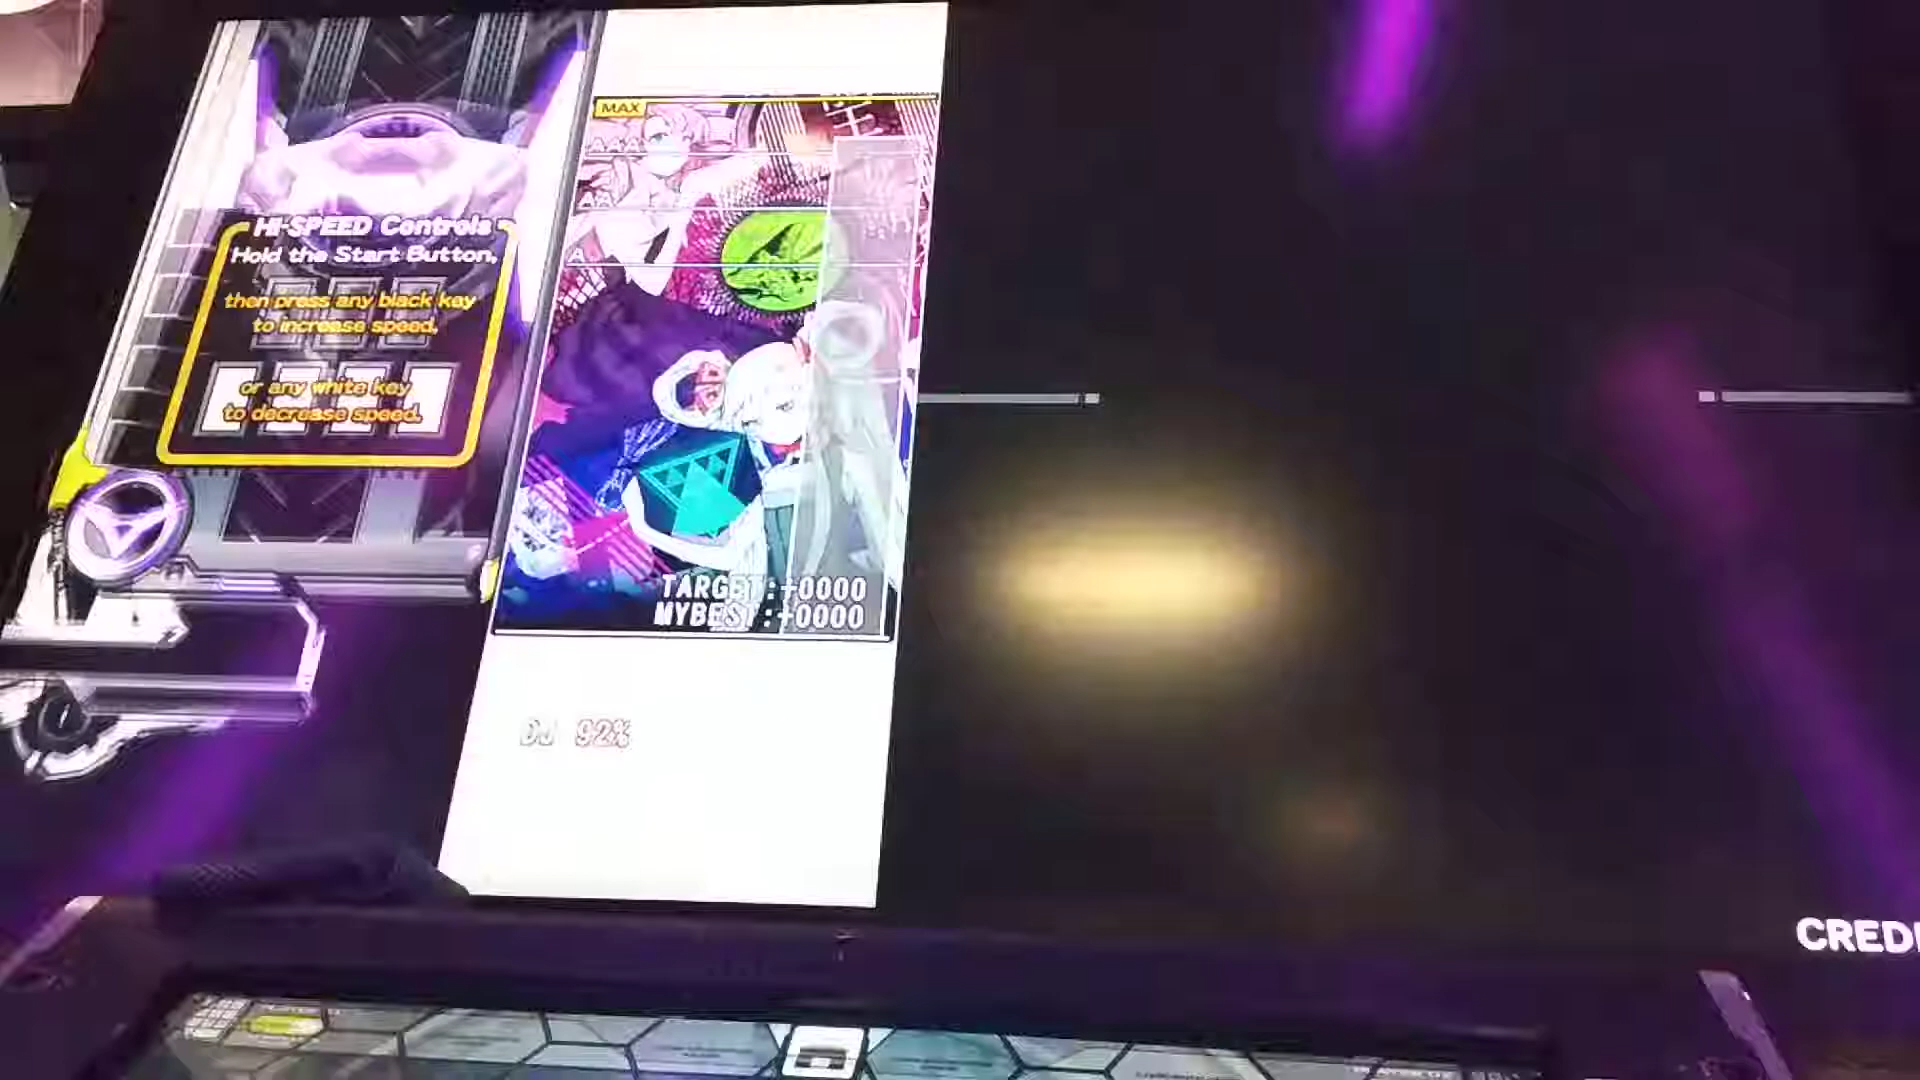 HI-SPEED Controls
Hold the Start Button,
then press any black key
to increase speed,
or any white key
to decrease speed.
MAX
AAA
AA
A
TARGET:+0000
MYBEST:+0000
DJ 92%
CREDI